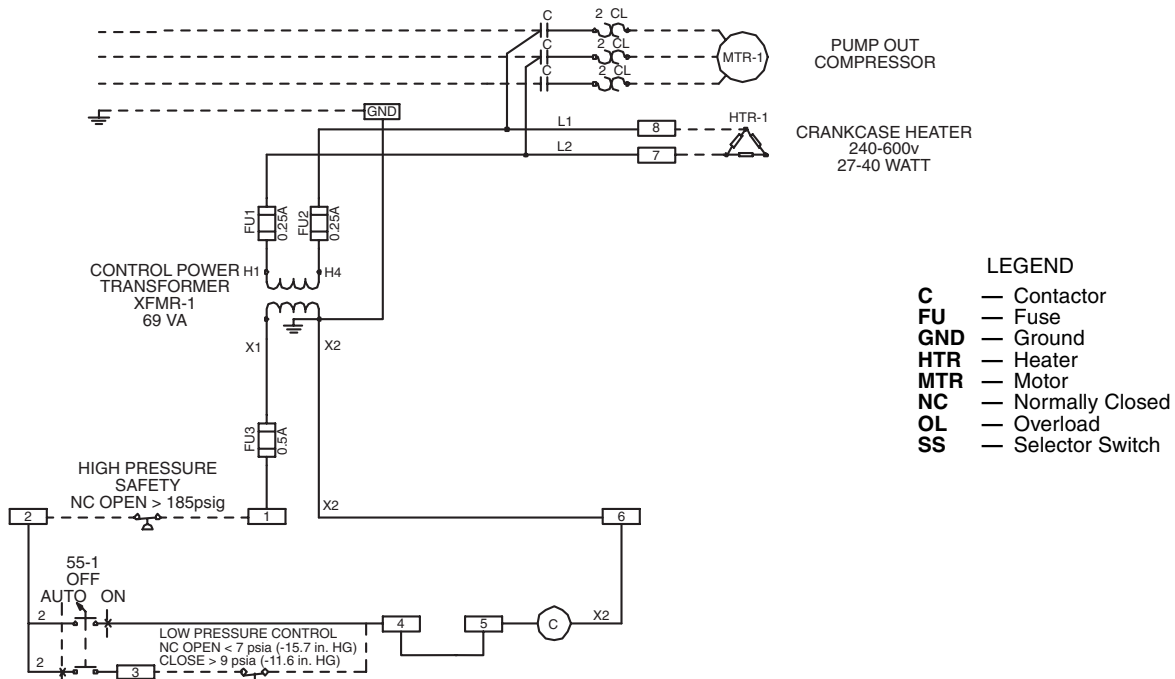 C
2 CL
C
2 CL
C
2 CL
MTR-1
PUMP OUT
COMPRESSOR
GND
L1
8
HTR-1
L2
7
CRANKCASE HEATER
240-600v
27-40 WATT
FU1
0.25A
FU2
0.25A
CONTROL POWER
TRANSFORMER
XFMR-1
69 VA
H1
H4
X1
X2
FU3
0.5A
LEGEND
C — Contactor
FU — Fuse
GND — Ground
HTR — Heater
MTR — Motor
NC — Normally Closed
OL — Overload
SS — Selector Switch
HIGH PRESSURE
SAFETY
NC OPEN > 185psig
2
1
X2
6
55-1
OFF
AUTO ON
2
4
5
C
X2
LOW PRESSURE CONTROL
NC OPEN < 7 psia (-15.7 in. HG)
CLOSE > 9 psia (-11.6 in. HG)
2
3